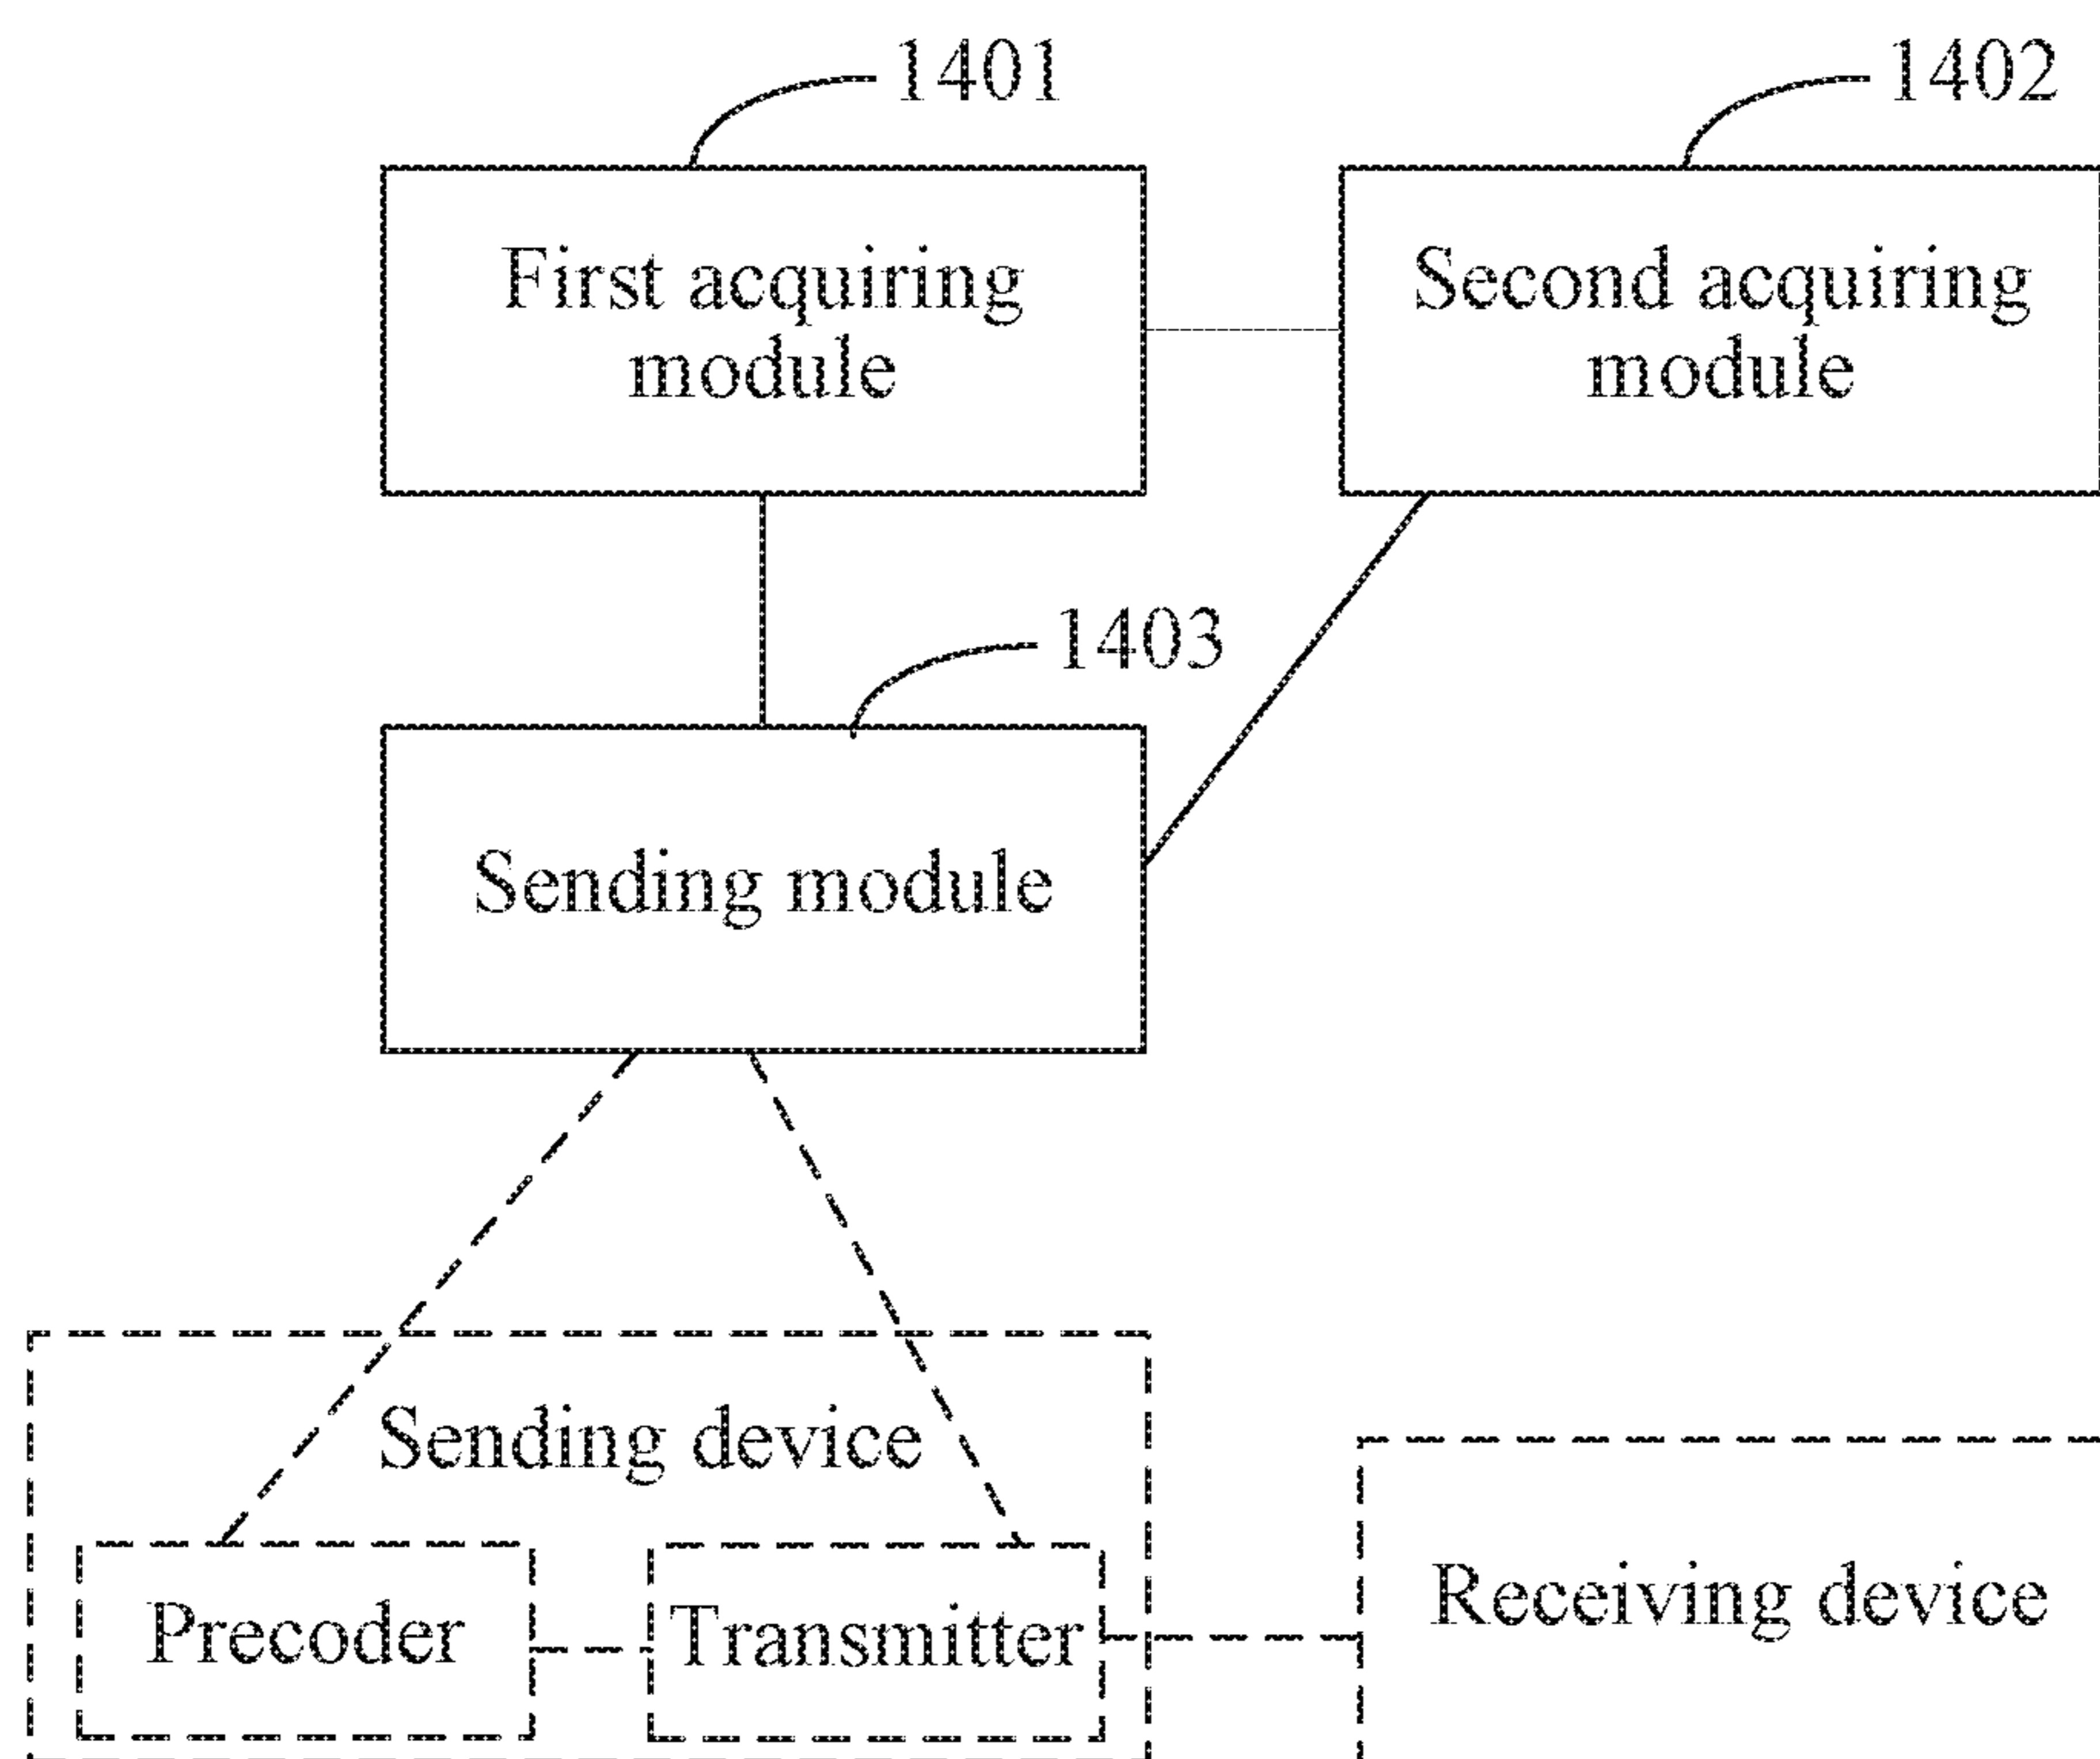 1401
1402
First acquiring
module
Second acquiring
module
1403
Sending module
Sending device
Precoder
Transmitter
Receiving device